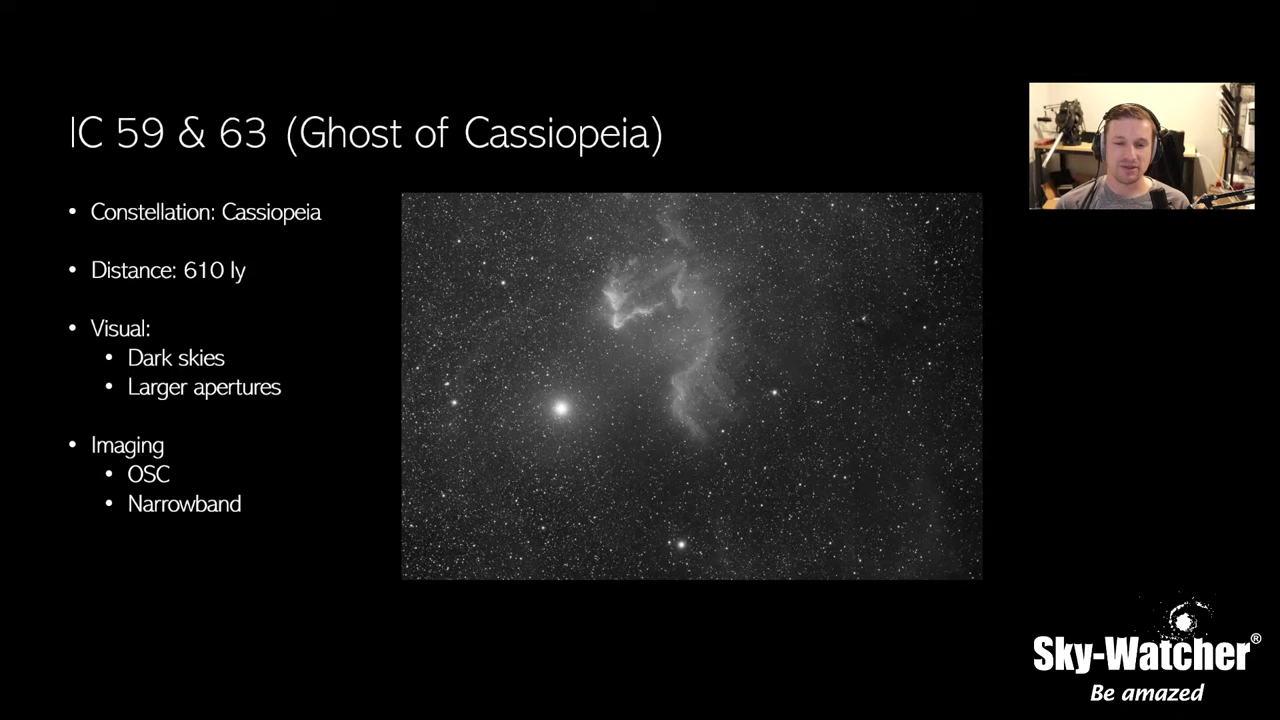 IC 59 & 63 (Ghost of Cassiopeia)
• Constellation: Cassiopeia
• Distance: 610 ly
• Visual:
• Dark skies
• Larger apertures
• Imaging
• OSC
• Narrowband
Sky-Watcher®
Be amazed